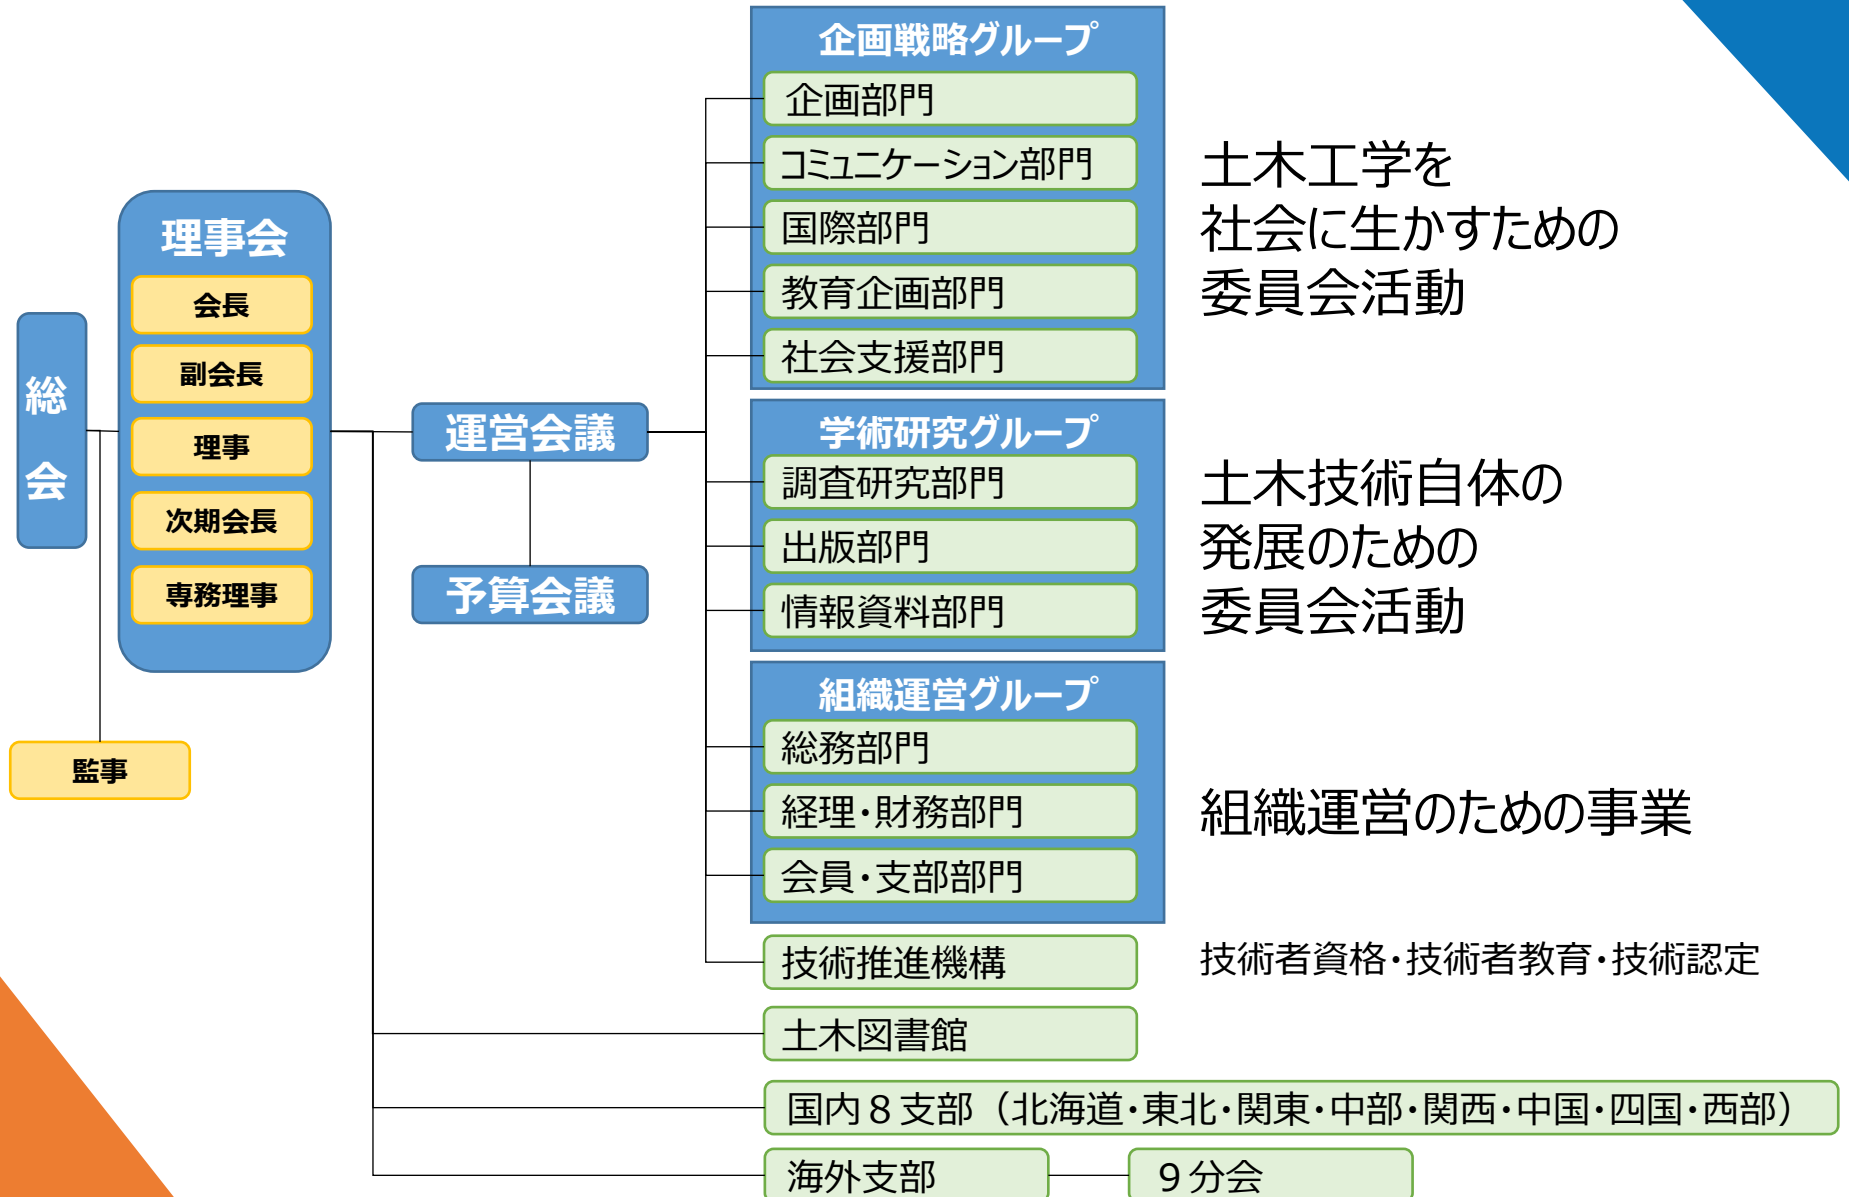 総
会
理事会
会長
副会長
理事
次期会長
専務理事
監事
運営会議
予算会議
企画戦略グループ
企画部門
コミュニケーション部門
国際部門
教育企画部門
社会支援部門
土木工学を
社会に生かすための
委員会活動
学術研究グループ
調査研究部門
出版部門
情報資料部門
土木技術自体の
発展のための
委員会活動
組織運営グループ
総務部門
経理・財務部門
会員・支部部門
組織運営のための事業
技術推進機構
技術者資格・技術者教育・技術認定
土木図書館
国内８支部（北海道・東北・関東・中部・関西・中国・四国・西部）
海外支部
９分会